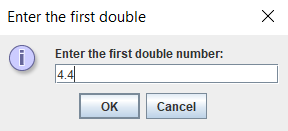 Enter the first double
Enter the first double number:
4.4
OK Cancel